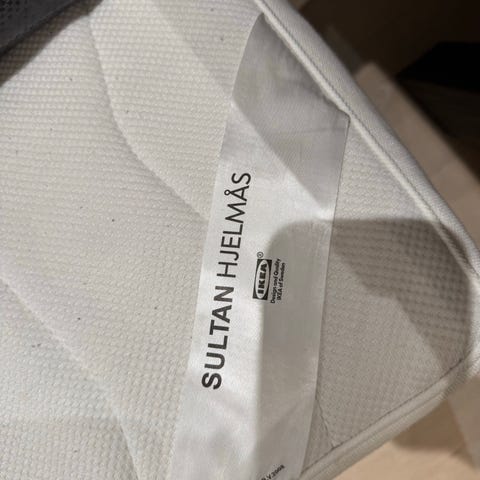 SULTAN HJELMÅS
IKEA®
Design and Quality
IKEA of Sweden